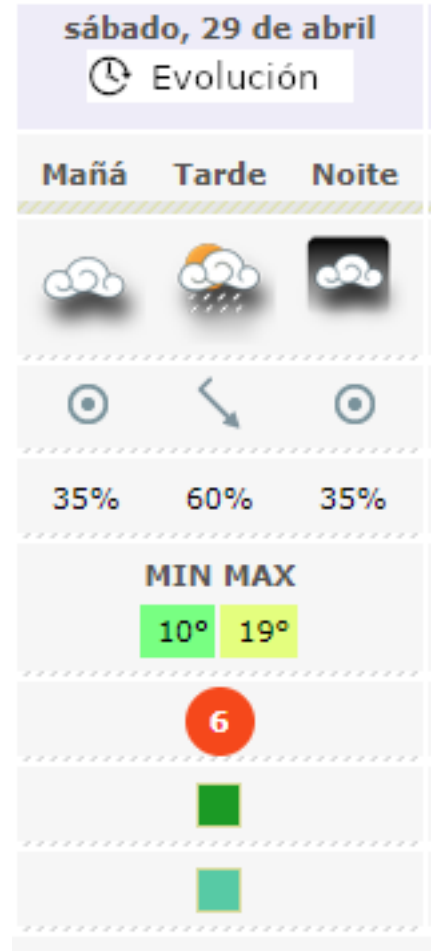 sábado, 29 de abril
Evolución
Mañá Tarde Noite
35% 60% 35%
MIN MAX
10° 19°
6